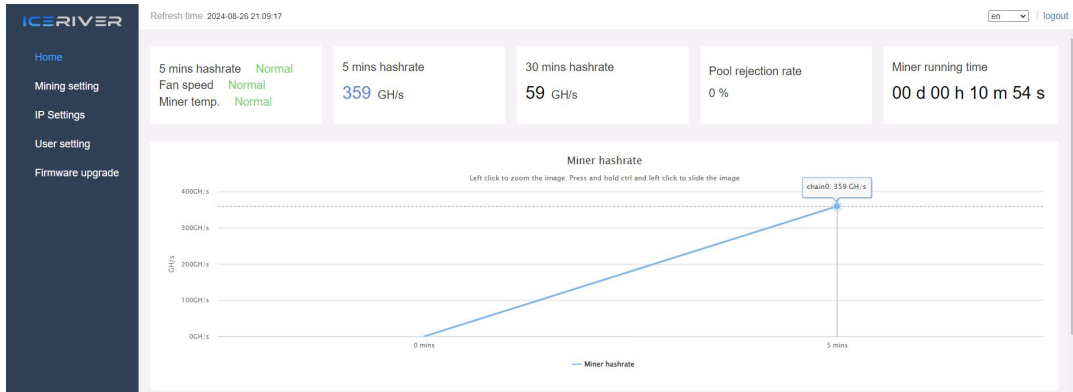 ICERIVER
Refresh time 2024-08-26 21:09:17
en
logout
Home
Mining setting
IP Settings
User setting
Firmware upgrade
5 mins hashrate Normal
Fan speed Normal
Miner temp. Normal
5 mins hashrate
359 GH/s
30 mins hashrate
59 GH/s
Pool rejection rate
0 %
Miner running time
00 d 00 h 10 m 54 s
Miner hashrate
Left click to zoom the image. Press and hold ctrl and left click to slide the image
chain0: 359 GH/s
GH/s
400GH/s
300GH/s
200GH/s
100GH/s
0GH/s
0 mins
5 mins
Miner hashrate